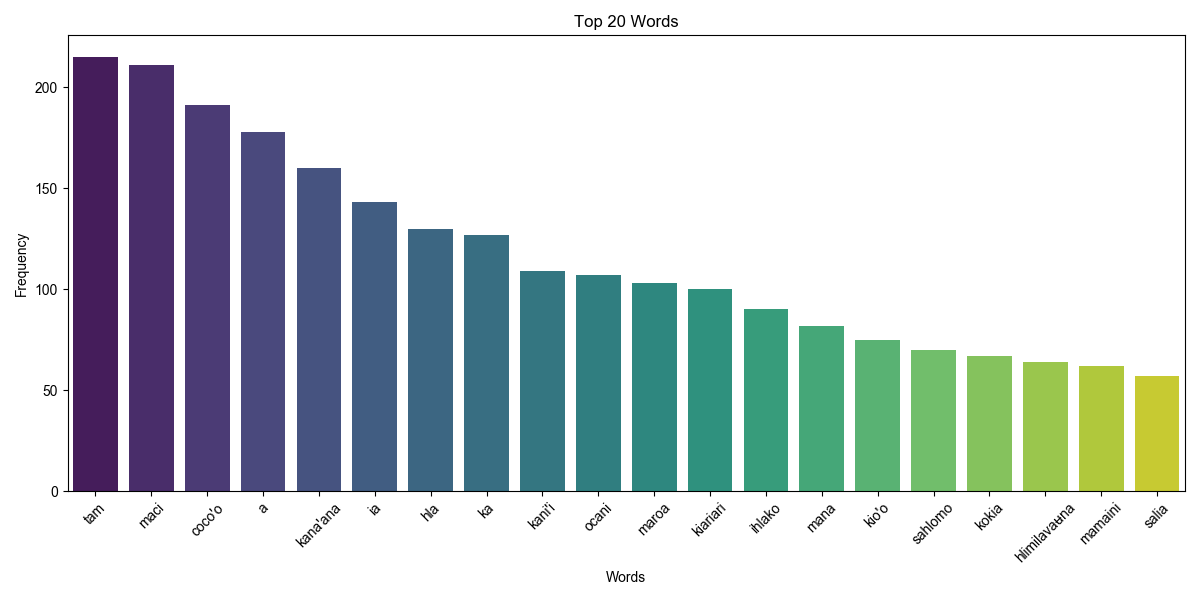 Top 20 Words
Frequency
200
150
100
50
0
tam maci coco'o a kana'ana ia hla ka kani'i ocani maroa kiariari ihlako mana kio'o sahlomo kokia hlimilavaʉna mamaini salia
Words